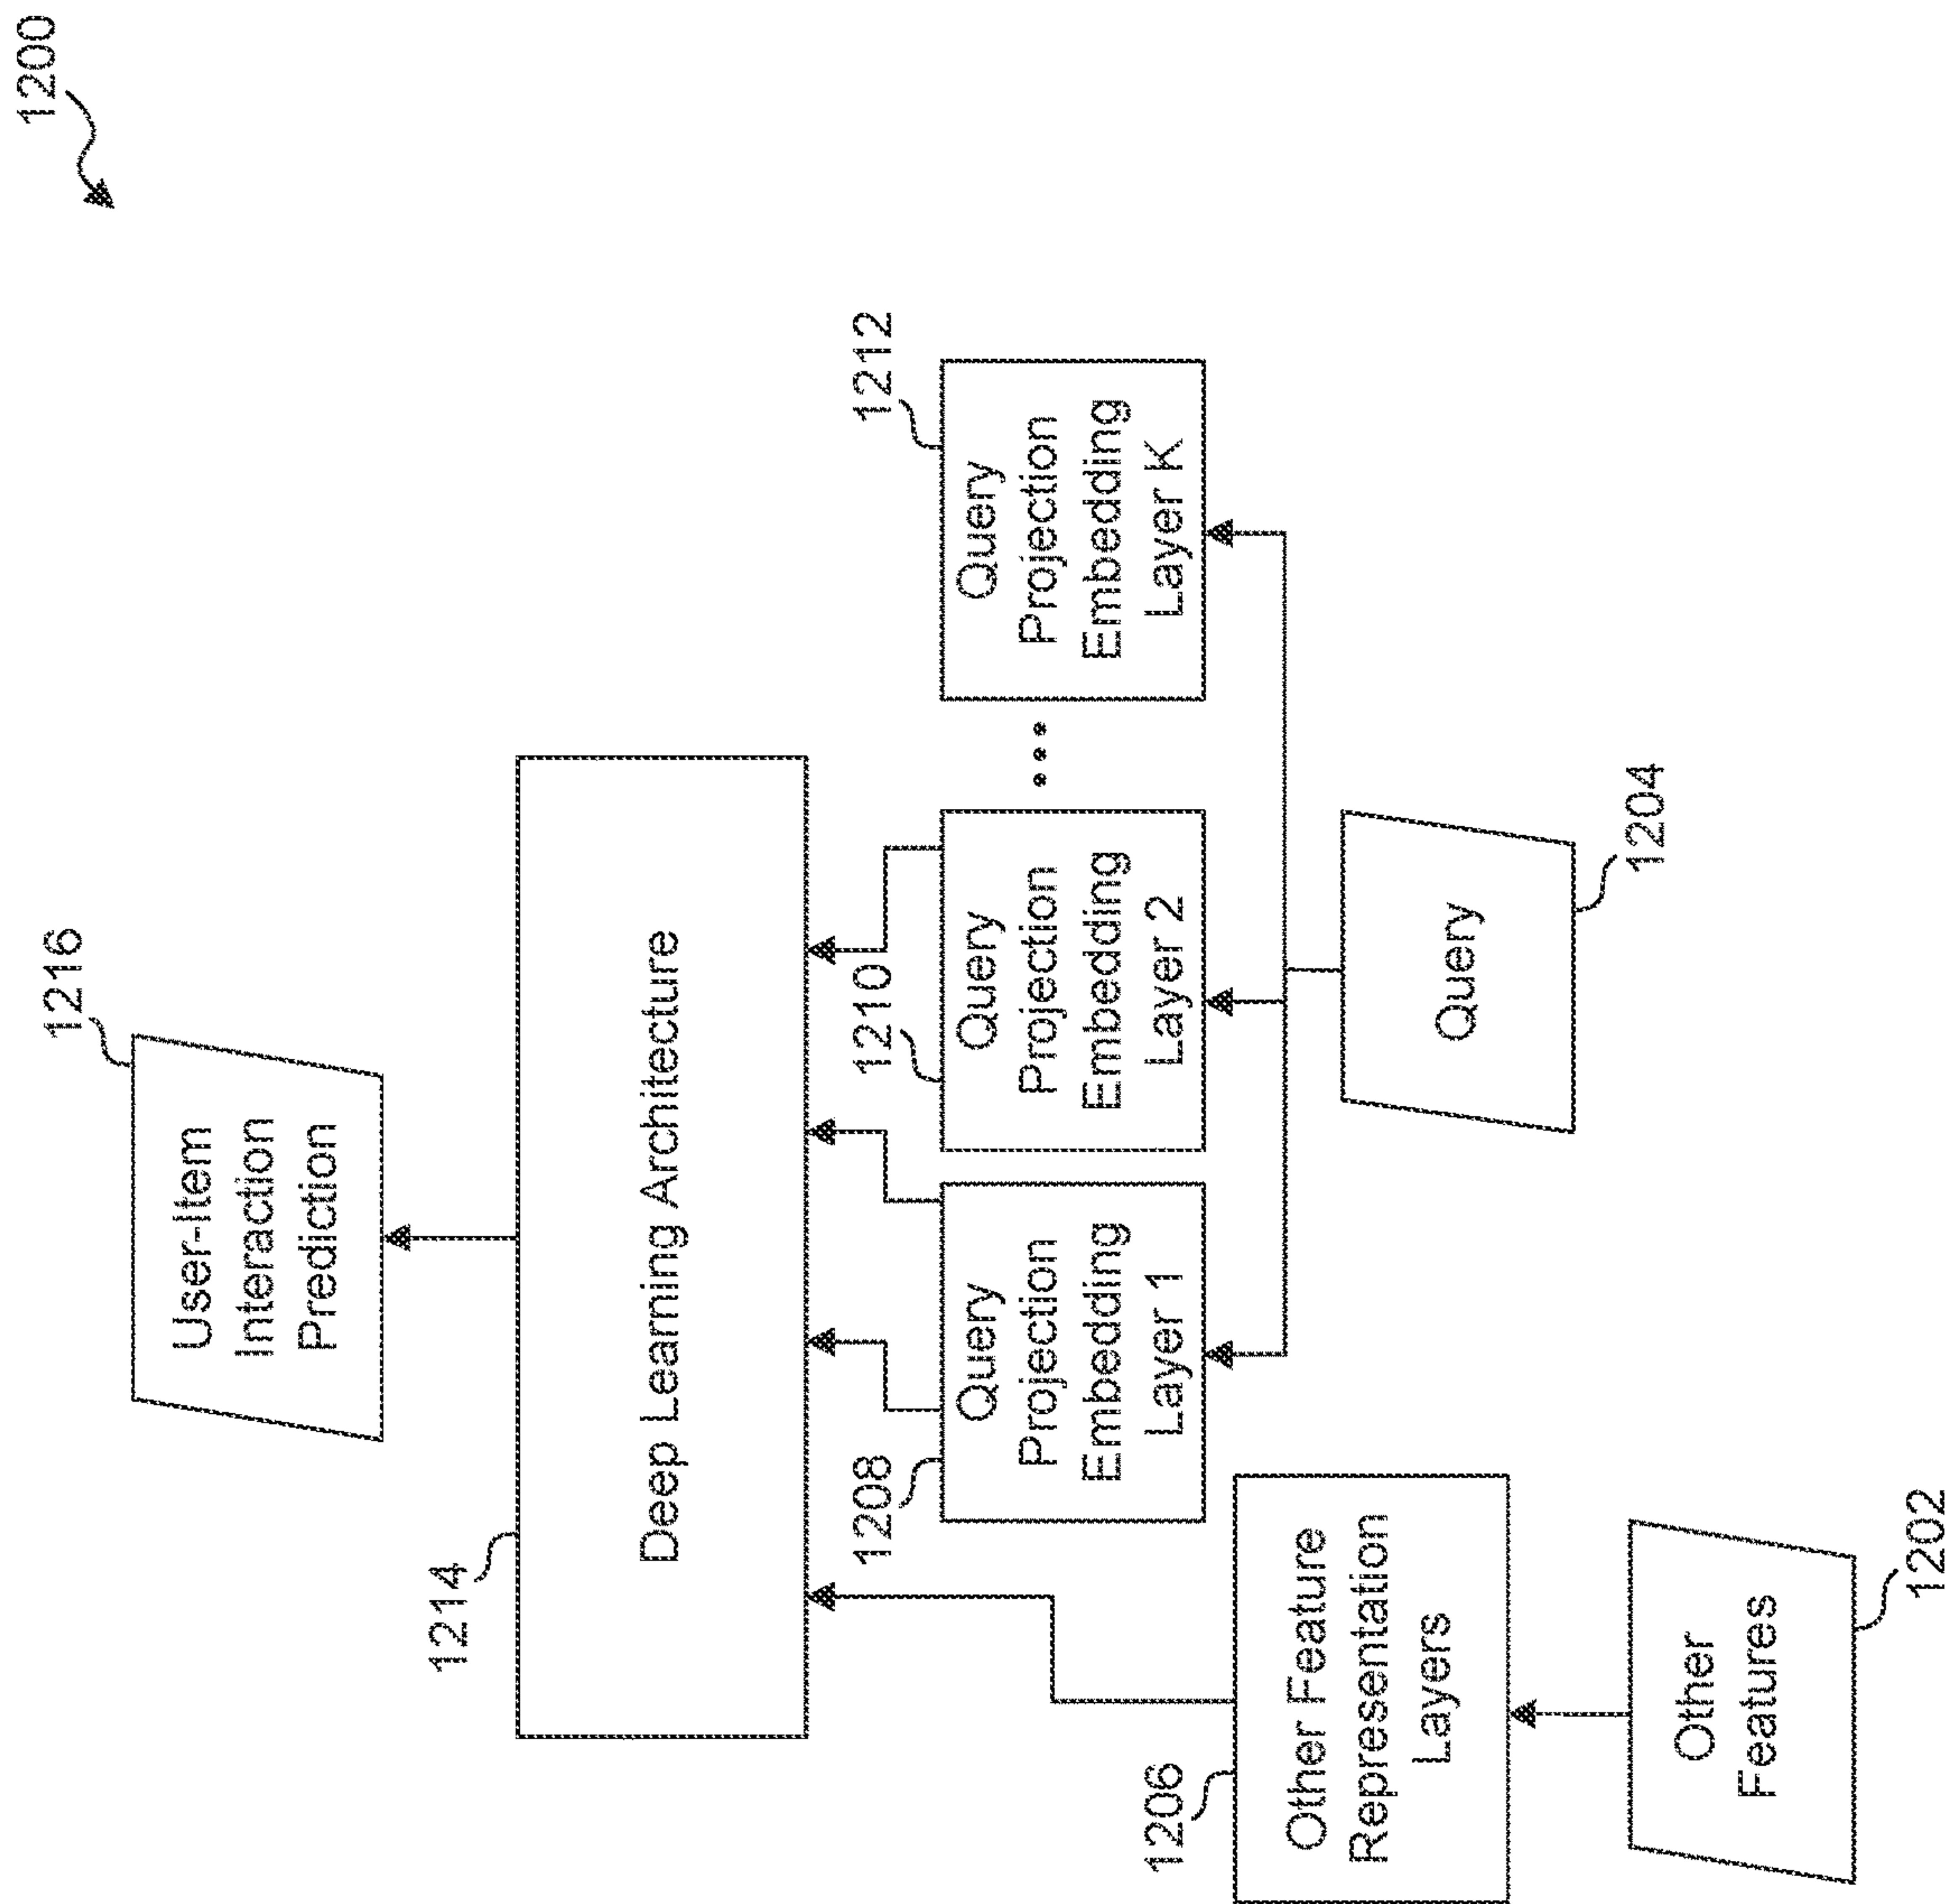 1200
1216
User-Item
Interaction
Prediction
1214
Deep Learning Architecture
1208
Query
Projection
Embedding
Layer 1
1210
Query
Projection
Embedding
Layer 2
...
1212
Query
Projection
Embedding
Layer K
1206
Other Feature
Representation
Layers
Query
1204
Other
Features
1202